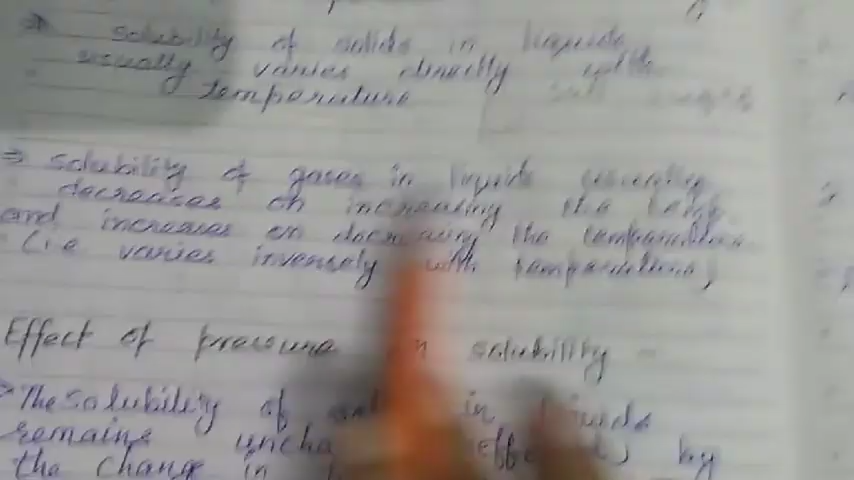 ⇒ solubility of solids in liquids
usually varies directly with
temperature
⇒ solubility of gases in liquids usually
decreases on increasing the temp.
and increases on decreasing the temperature
(i.e varies inversely with temperature)
Effect of pressure on solubility -
The solubility of in liquids
remains by
the change in